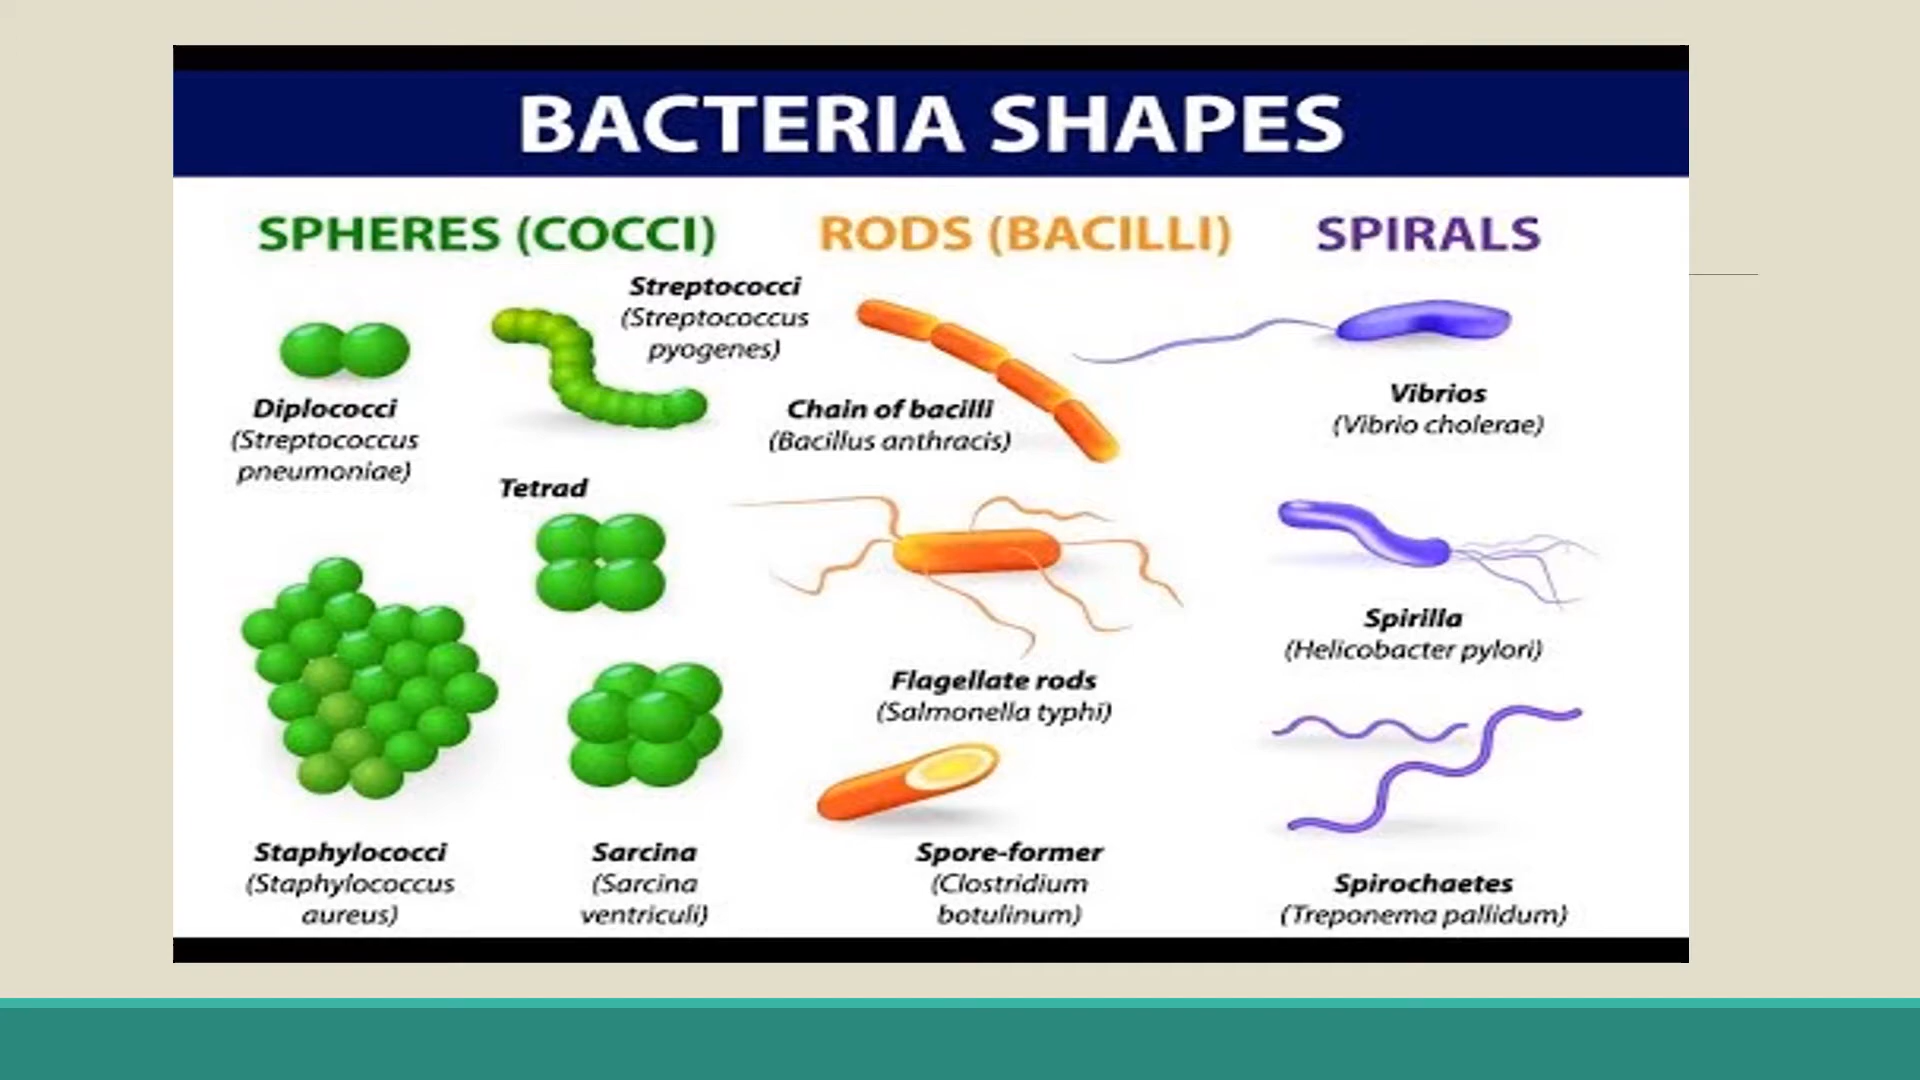 BACTERIA SHAPES
SPHERES (COCCI)
Diplococci
(Streptococcus
pneumoniae)
Streptococci
(Streptococcus
pyogenes)
Tetrad
Staphylococci
(Staphylococcus
aureus)
Sarcina
(Sarcina
ventriculi)
RODS (BACILLI)
Chain of bacilli
(Bacillus anthracis)
Flagellate rods
(Salmonella typhi)
Spore-former
(Clostridium
botulinum)
SPIRALS
Vibrios
(Vibrio cholerae)
Spirilla
(Helicobacter pylori)
Spirochaetes
(Treponema pallidum)